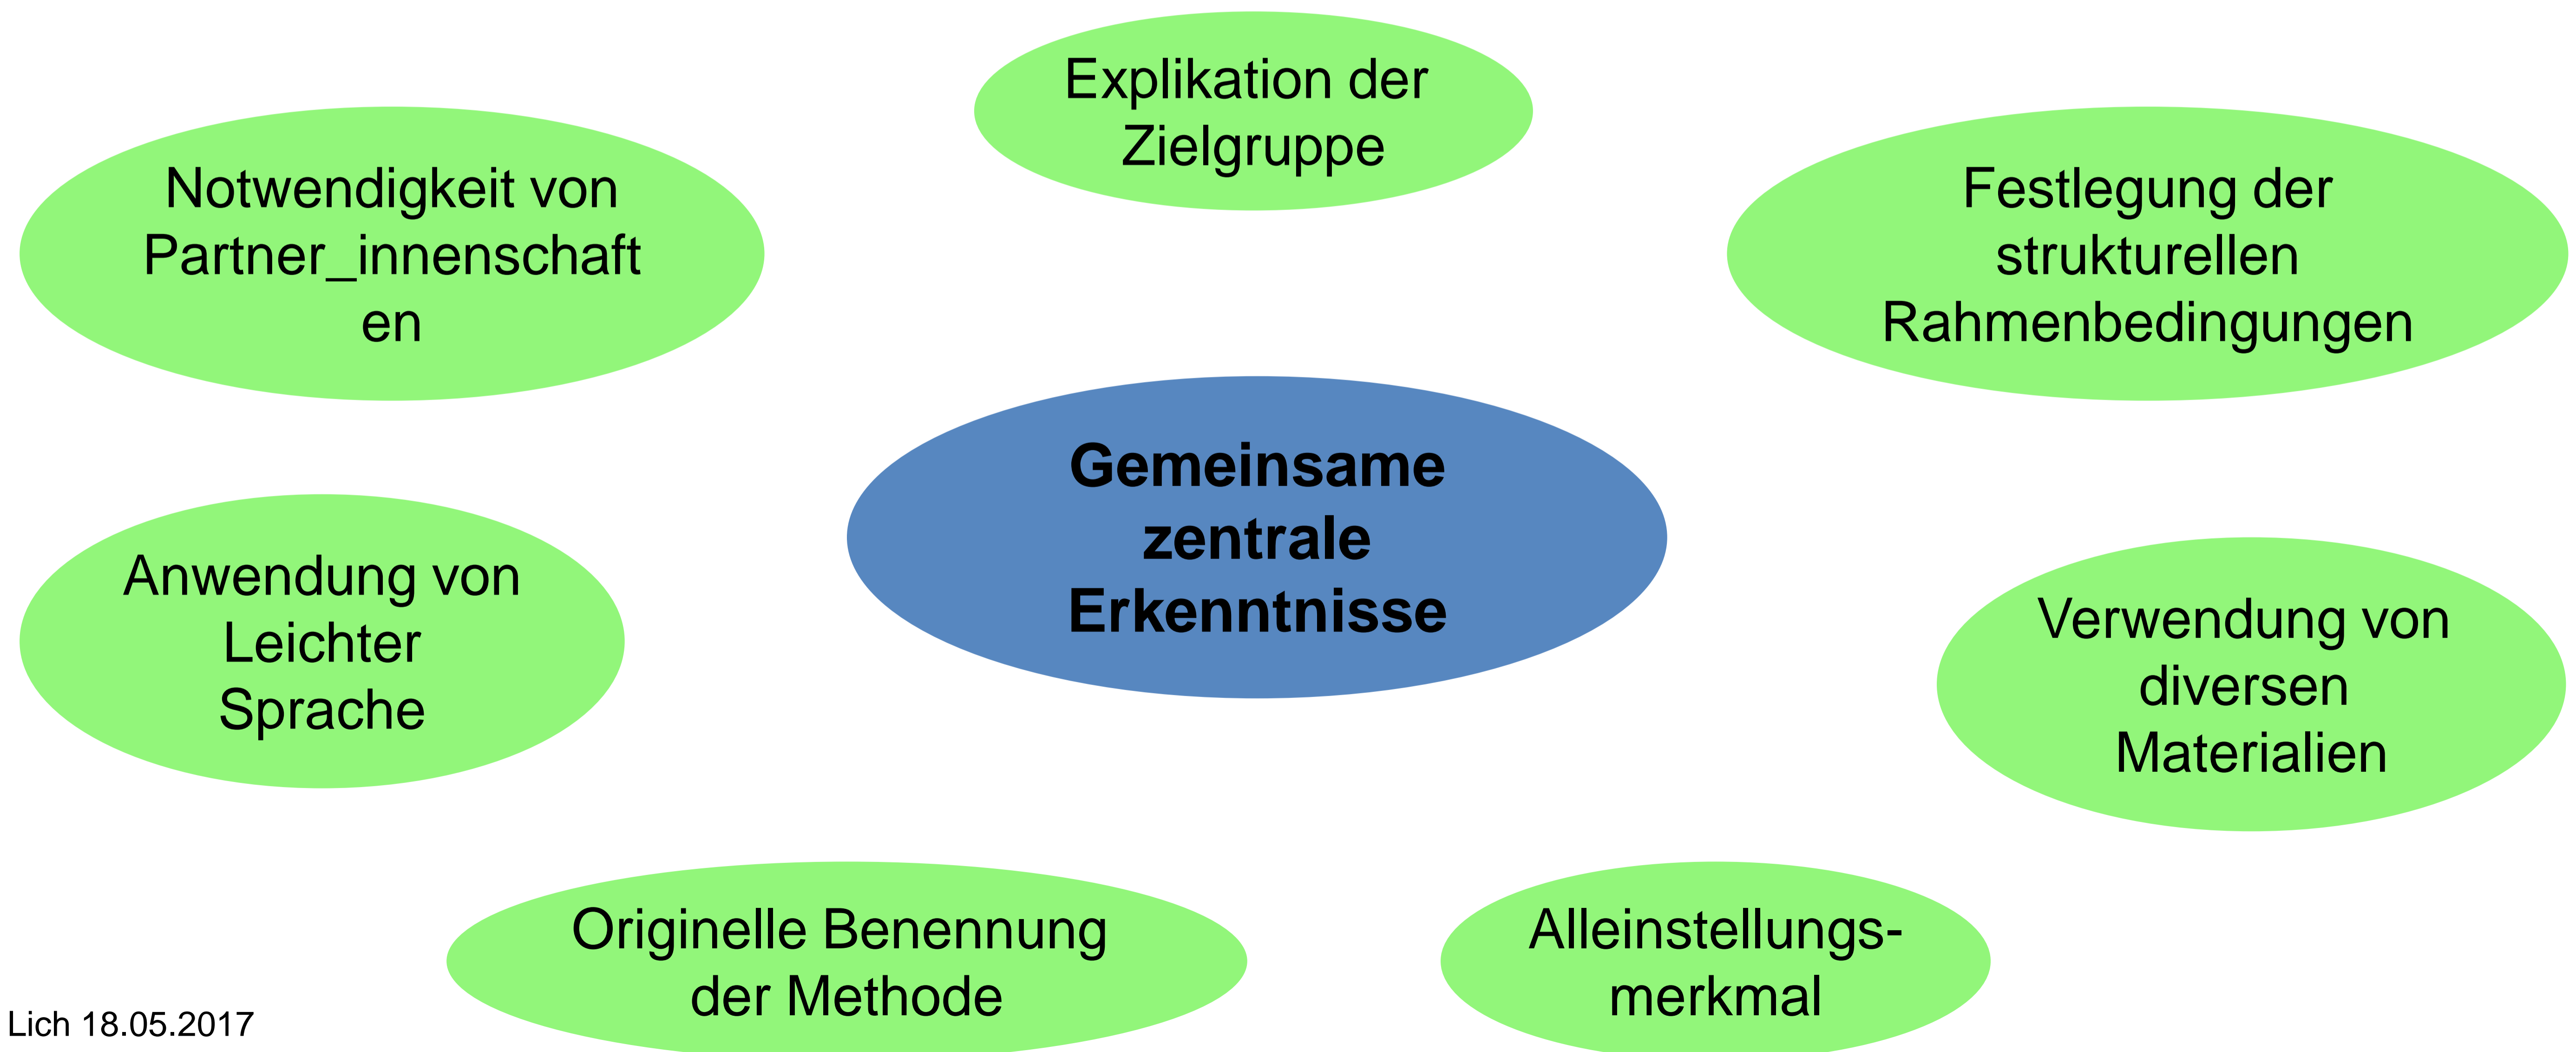 Explikation der
Zielgruppe
Notwendigkeit von
Partner_innenschaft
en
Festlegung der
strukturellen
Rahmenbedingungen
Gemeinsame
zentrale
Erkenntnisse
Anwendung von
Leichter
Sprache
Verwendung von
diversen
Materialien
Originelle Benennung
der Methode
Alleinstellungs-
merkmal
Lich 18.05.2017